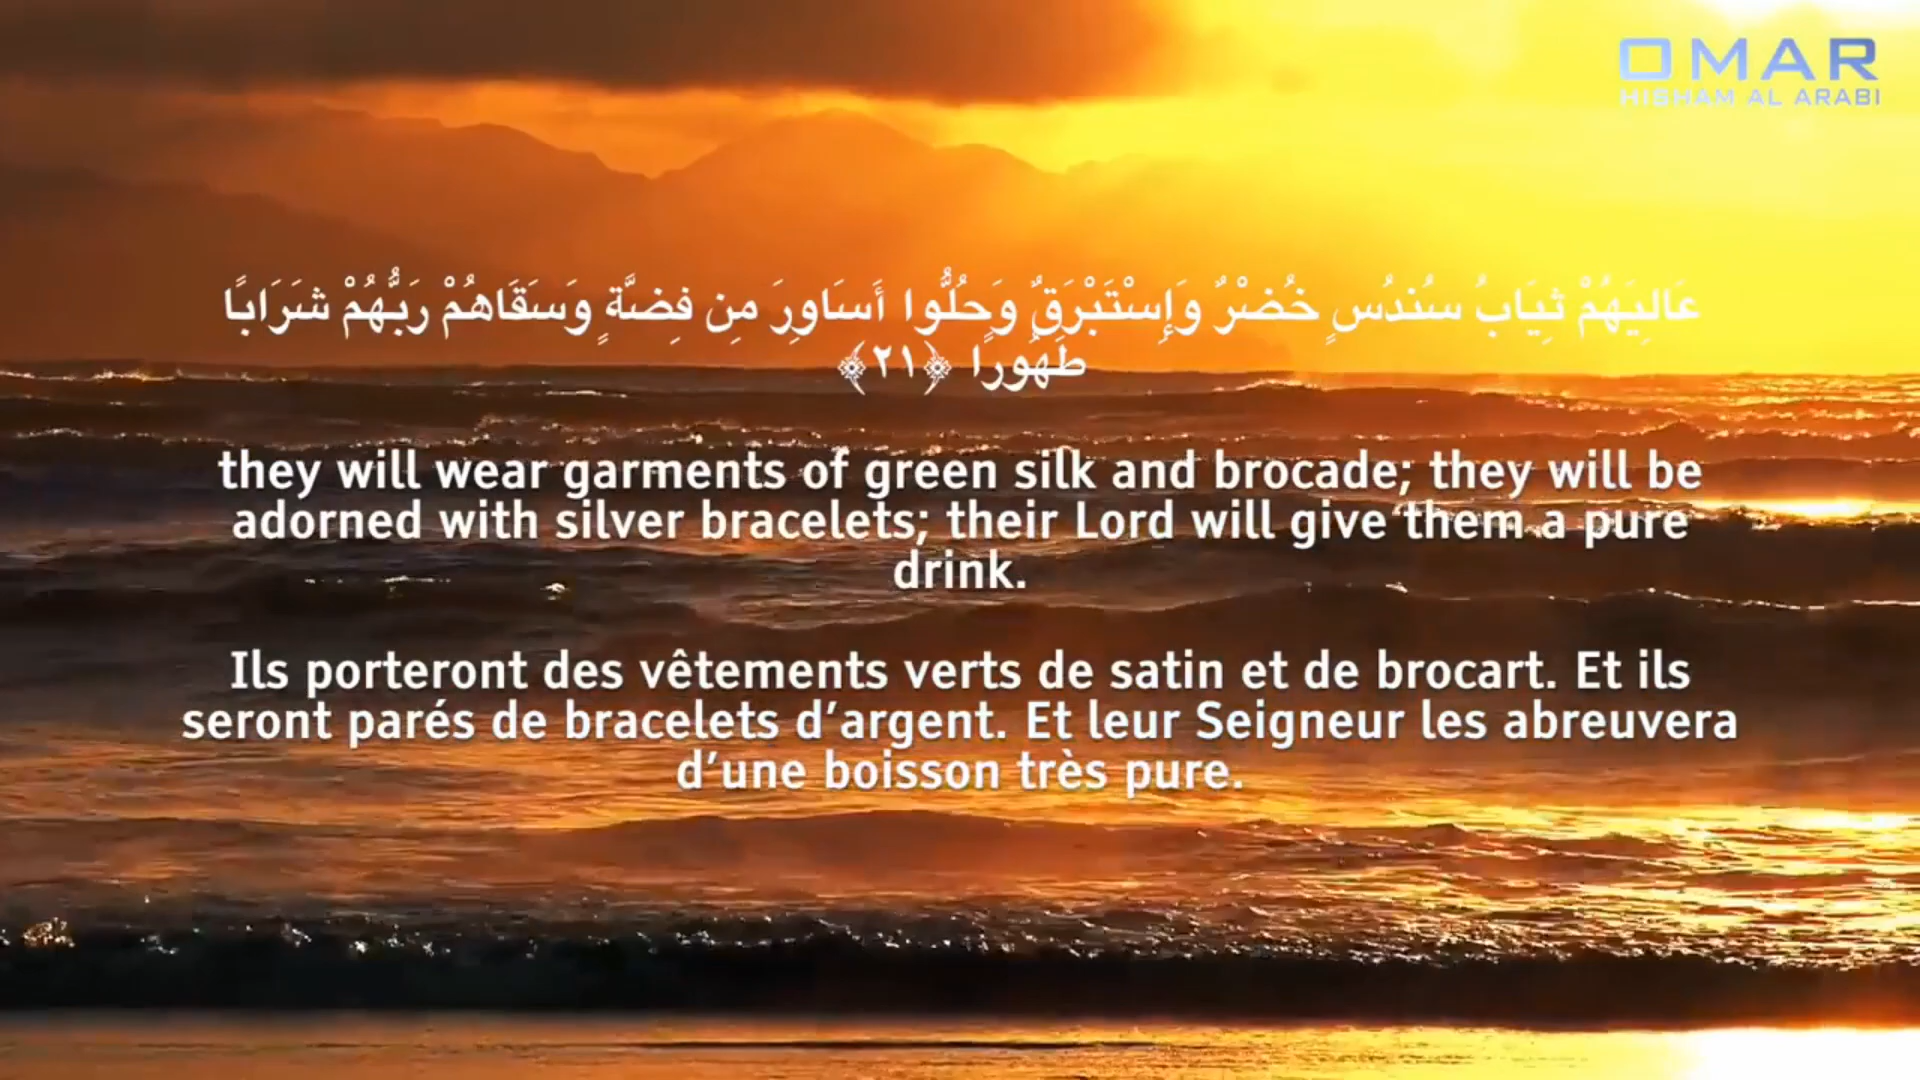 OMAR
HISHAM AL ARABI
عَالِيَهُمْ ثِيَابُ سُندُسٍ خُضْرٌ وَإِسْتَبْرَقٌ وَحُلُّوا أَسَاوِرَ مِن فِضَّةٍ وَسَقَاهُمْ رَبُّهُمْ شَرَابًا
طَهُورًا ﴿٢١﴾
they will wear garments of green silk and brocade; they will be
adorned with silver bracelets; their Lord will give them a pure
drink.
Ils porteront des vêtements verts de satin et de brocart. Et ils
seront parés de bracelets d’argent. Et leur Seigneur les abreuvera
d’une boisson très pure.